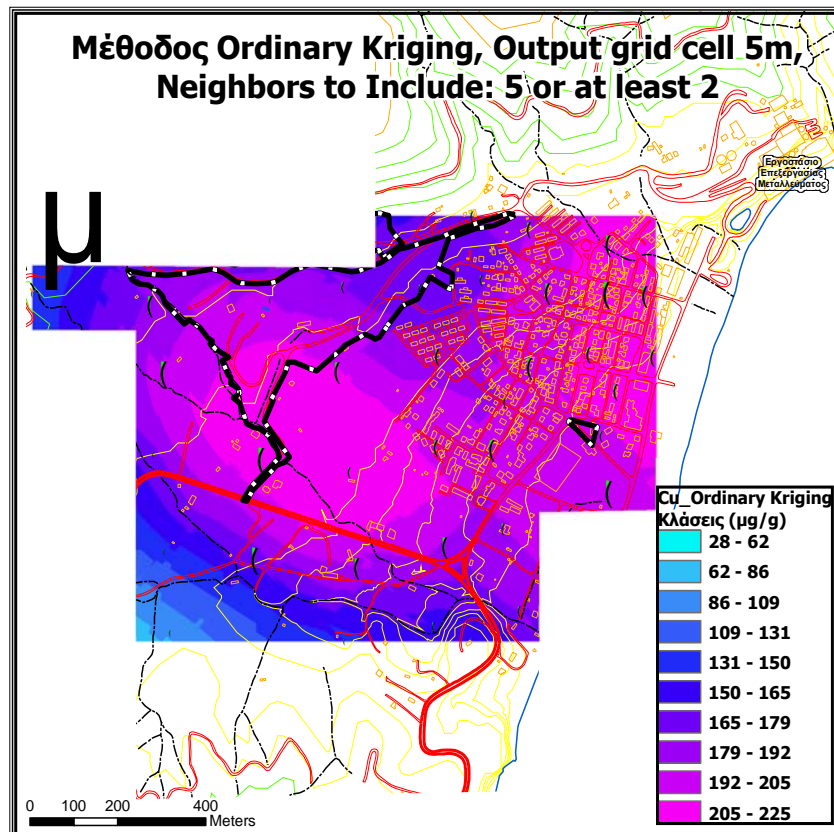 Μέθοδος Ordinary Kriging, Output grid cell 5m,
Neighbors to Include: 5 or at least 2
Εργοστάσιο
Επεξεργασίας
Μεταλλεύματος
μ
Cu_Ordinary Kriging
Κλάσεις (μg/g)
28 - 62
62 - 86
86 - 109
109 - 131
131 - 150
150 - 165
165 - 179
179 - 192
192 - 205
205 - 225
0 100 200 400
Meters